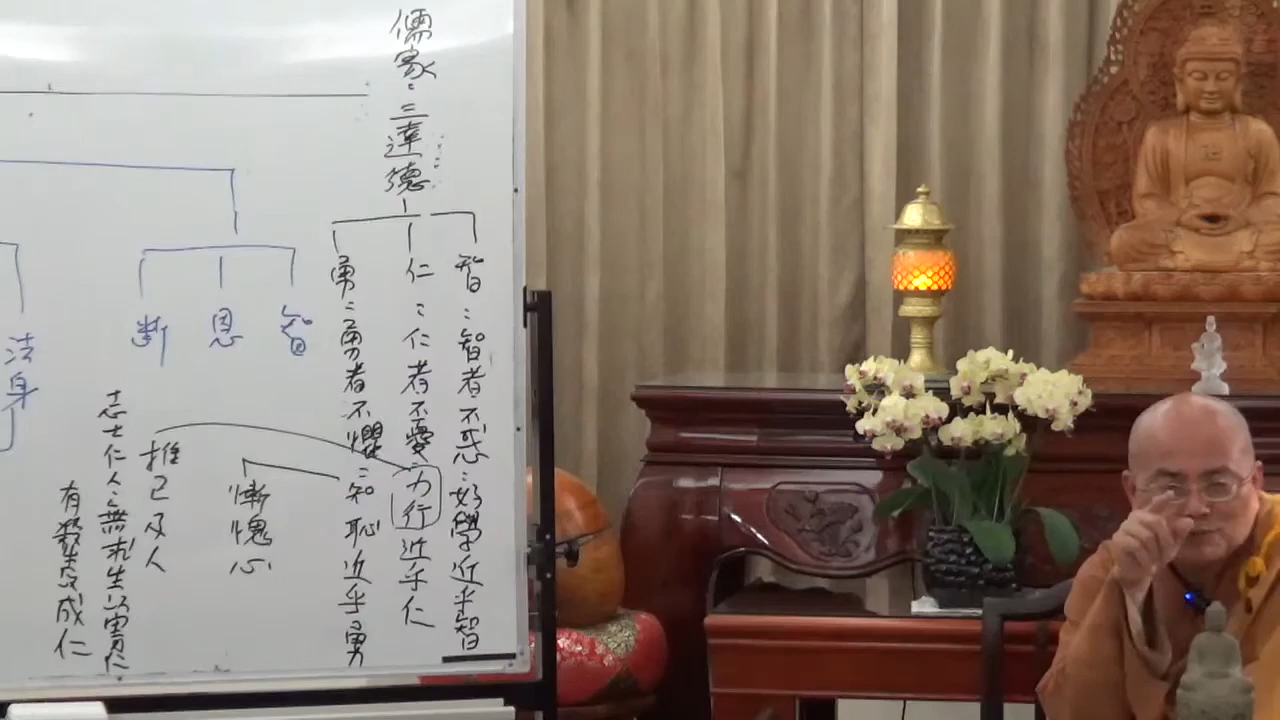 儒家：三達德
智：智者不惑：好學近乎智
仁：仁者不憂：力行近乎仁
勇：勇者不懼：知恥近乎勇
慚愧心
推己及人
志士仁人：無求生以害仁
有殺身成仁
智
恩
斷
法身